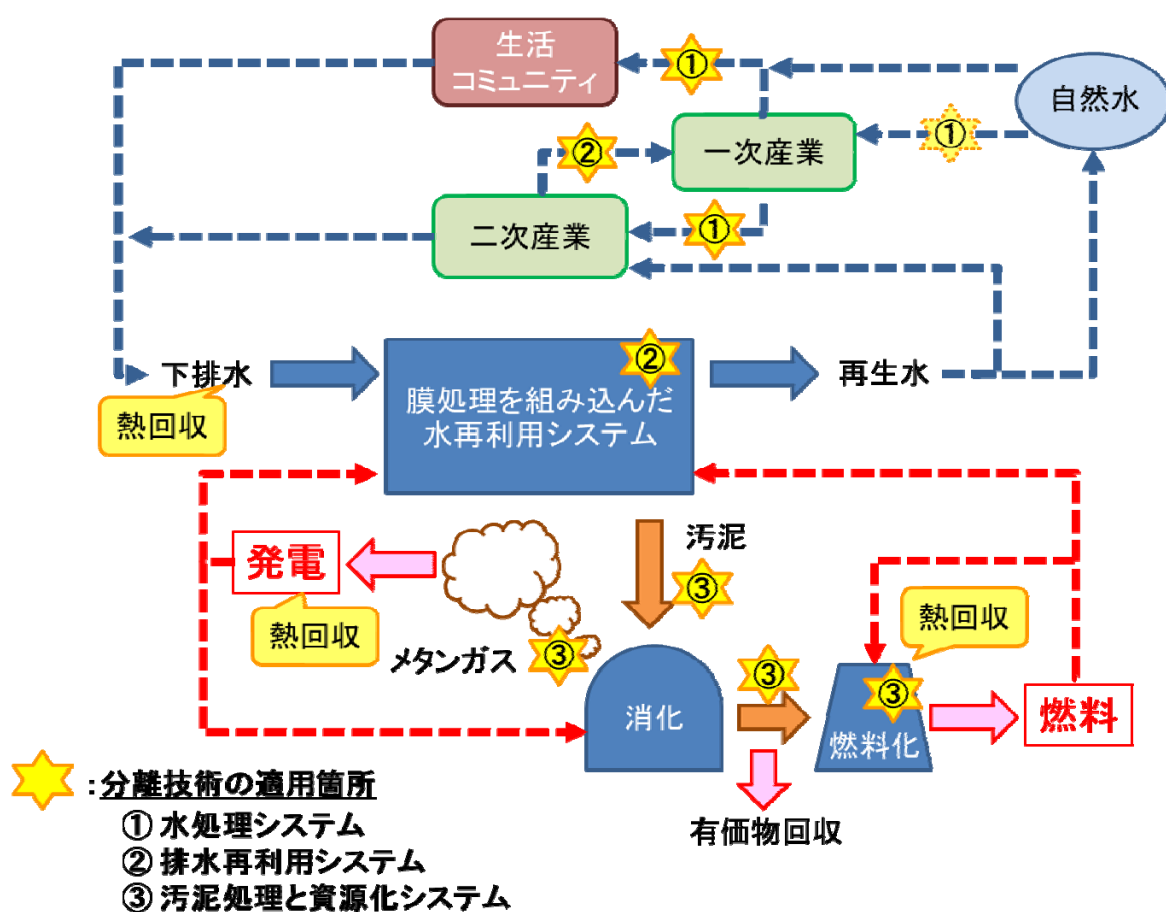 生活
コミュニティ
①
自然水
①
一次産業
②
①
二次産業
下排水
②
再生水
熱回収
膜処理を組み込んだ
水再利用システム
汚泥
発電
③
熱回収
熱回収
メタンガス
③
③
③
消化
燃料化
燃料
:分離技術の適用箇所
① 水処理システム
有価物回収
② 排水再利用システム
③ 汚泥処理と資源化システム